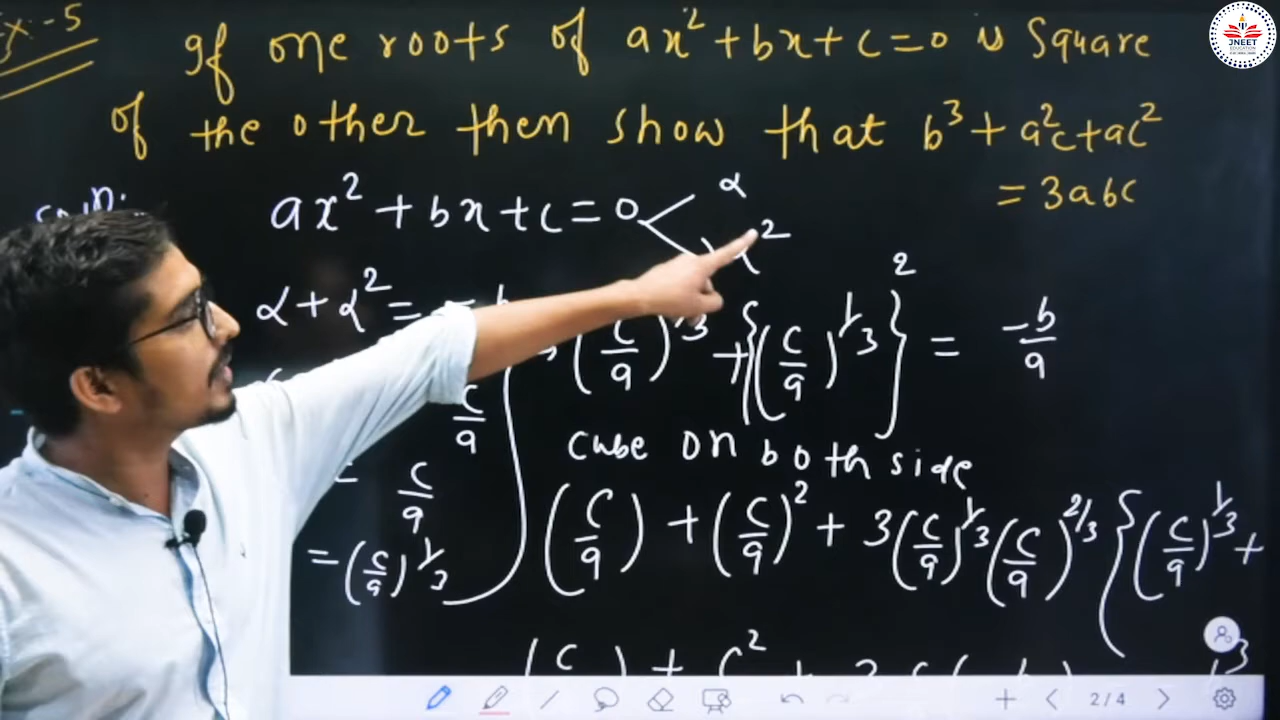 Ex-5
If one roots of ax²+bx+c=0 is square
of the other then show that b³+a²c+ac²
=3abc
ax²+bx+c=0 < α
α²
α+α²=
(c/a)^1/3 + {(c/a)^1/3}² = -b/a
c/a
cube on both side
= c/a
(c/a) + (c/a)² + 3(c/a)^1/3 (c/a)^2/3 {(c/a)^1/3 +
=(c/a)^1/3
JNEET
EDUCATION
2/4